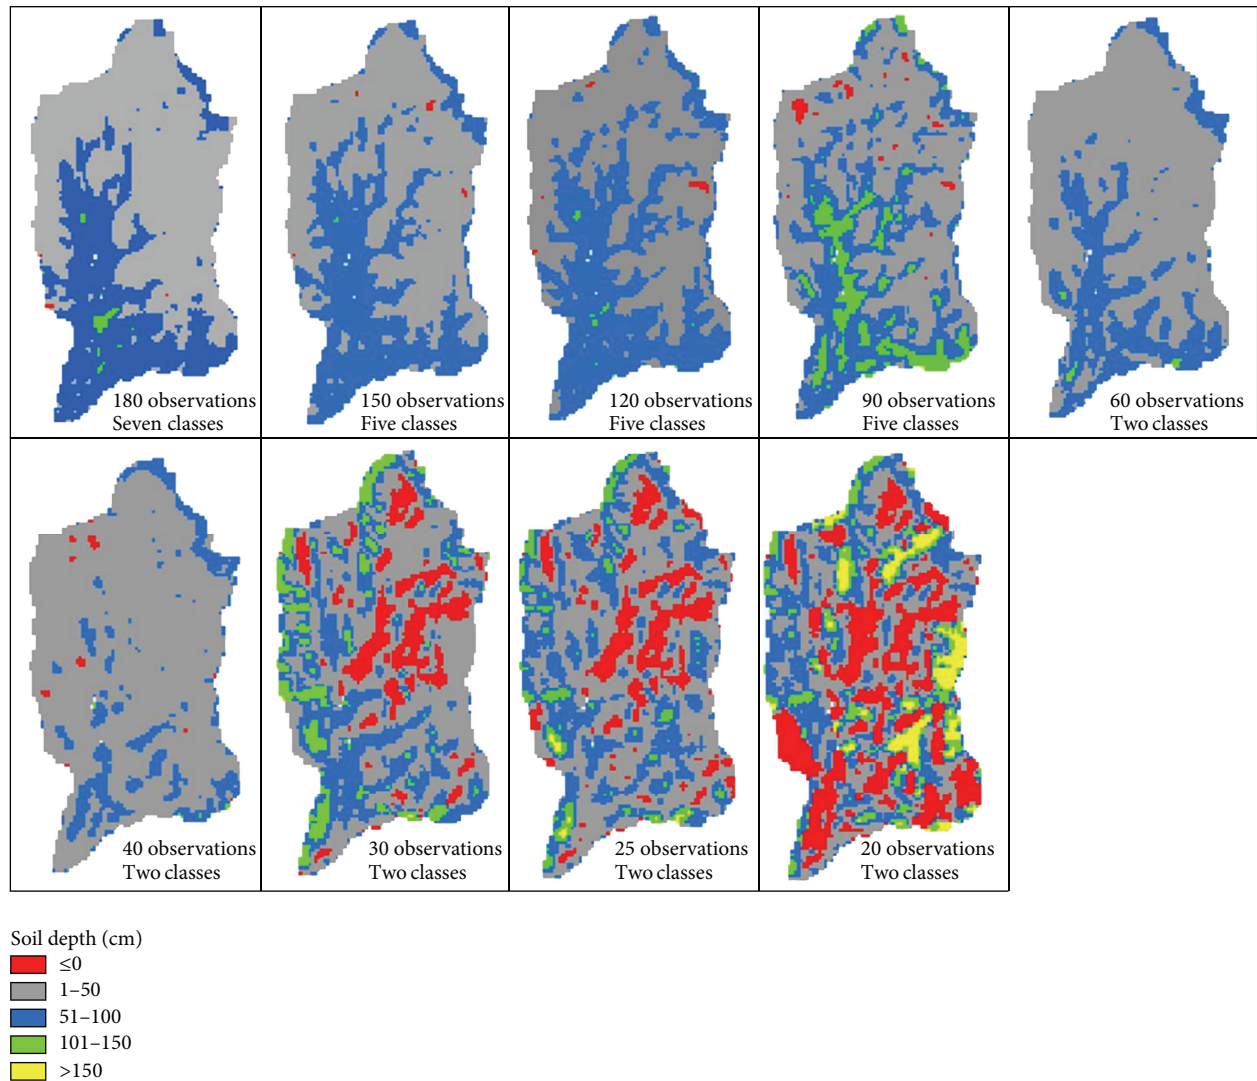 180 observations
Seven classes
150 observations
Five classes
120 observations
Five classes
90 observations
Five classes
60 observations
Two classes
40 observations
Two classes
30 observations
Two classes
25 observations
Two classes
20 observations
Two classes
Soil depth (cm)
≤0
1–50
51–100
101–150
>150